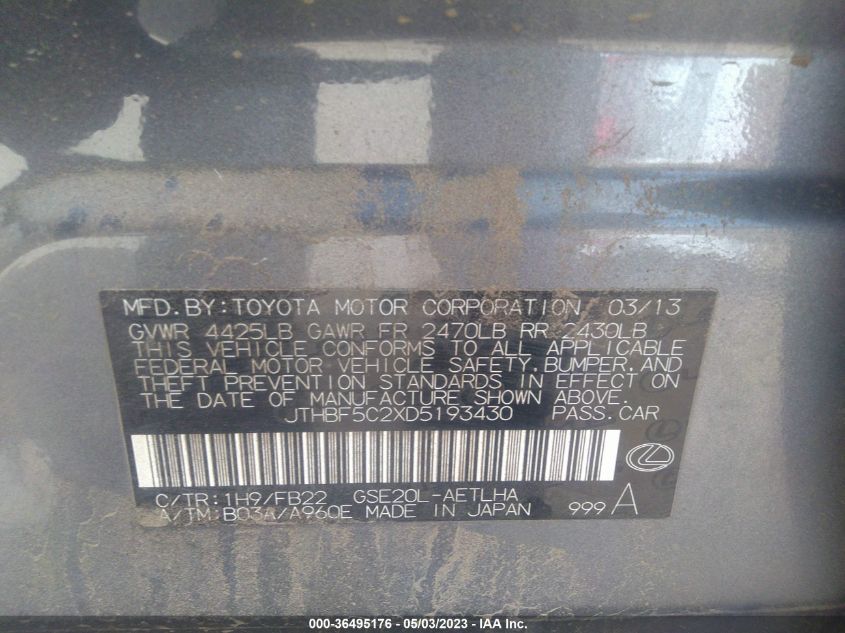 MFD.BY:TOYOTA MOTOR CORPORATION 03/13
GVWR 4425LB GAWR FR 2470LB RR 2430LB
THIS VEHICLE CONFORMS TO ALL APPLICABLE
FEDERAL MOTOR VEHICLE SAFETY,BUMPER,AND
THEFT PREVENTION STANDARDS IN EFFECT ON
THE DATE OF MANUFACTURE SHOWN ABOVE.
JTHBF5C2XD5193430 PASS.CAR
C/TR:1H9/FB22 GSE20L-AETLHA
A/TM:B03A/A960E MADE IN JAPAN 999 A
000-36495176 - 05/03/2023 - IAA Inc.